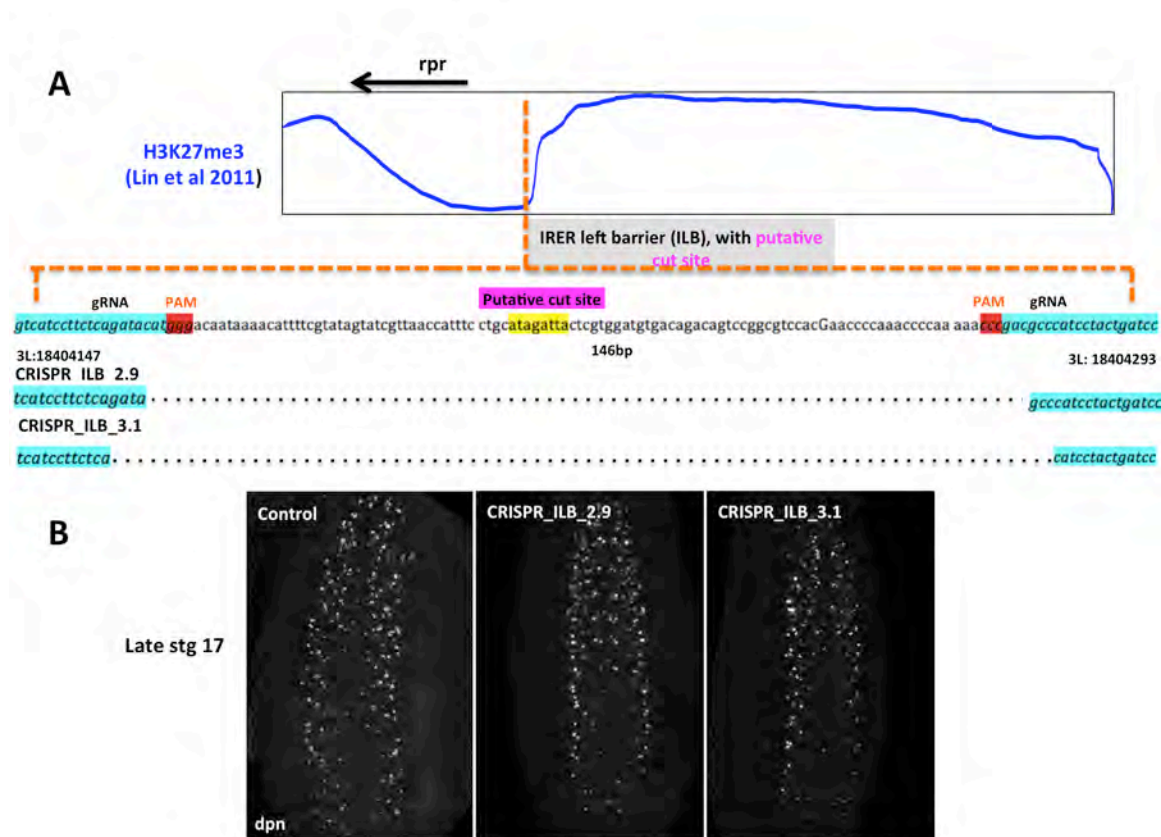 A
rpr
H3K27me3
(Lin et al 2011)
IRER left barrier (ILB), with putative
cut site
gRNA PAM Putative cut site PAM gRNA
gtcatccttctcagatacatgggacaataaaacattttcgtatagtatcgttaaccatttc ctgcatagattactcgtggatgtgacagacagtccggcgtccacGaaccccaaaccccaa aaaacccgacgcccatcctactgatcc
3L:18404147 146bp 3L: 18404293
CRISPR_ILB_2.9
tcatccttctcagata gcccatcctactgatcc
CRISPR_ILB_3.1
tcatccttctca catcctactgatcc
B
Control CRISPR_ILB_2.9 CRISPR_ILB_3.1
Late stg 17
dpn